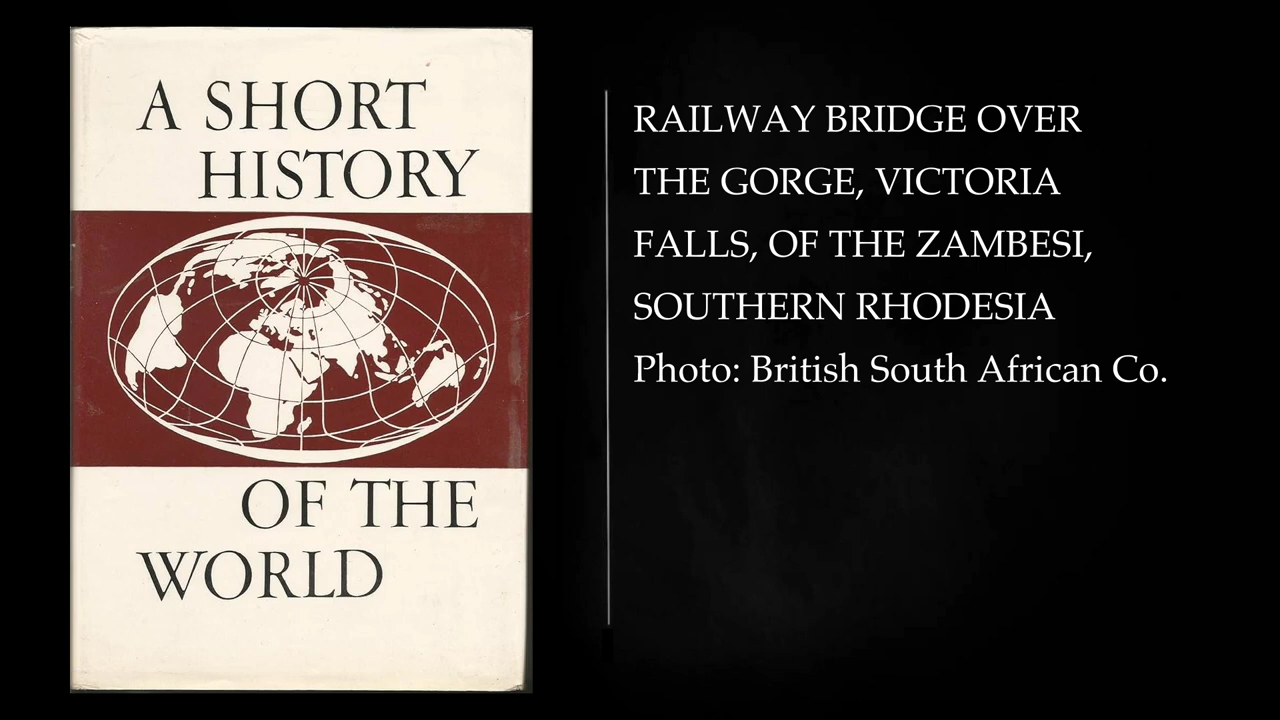 A SHORT
HISTORY
OF THE
WORLD
RAILWAY BRIDGE OVER
THE GORGE, VICTORIA
FALLS, OF THE ZAMBESI,
SOUTHERN RHODESIA
Photo: British South African Co.